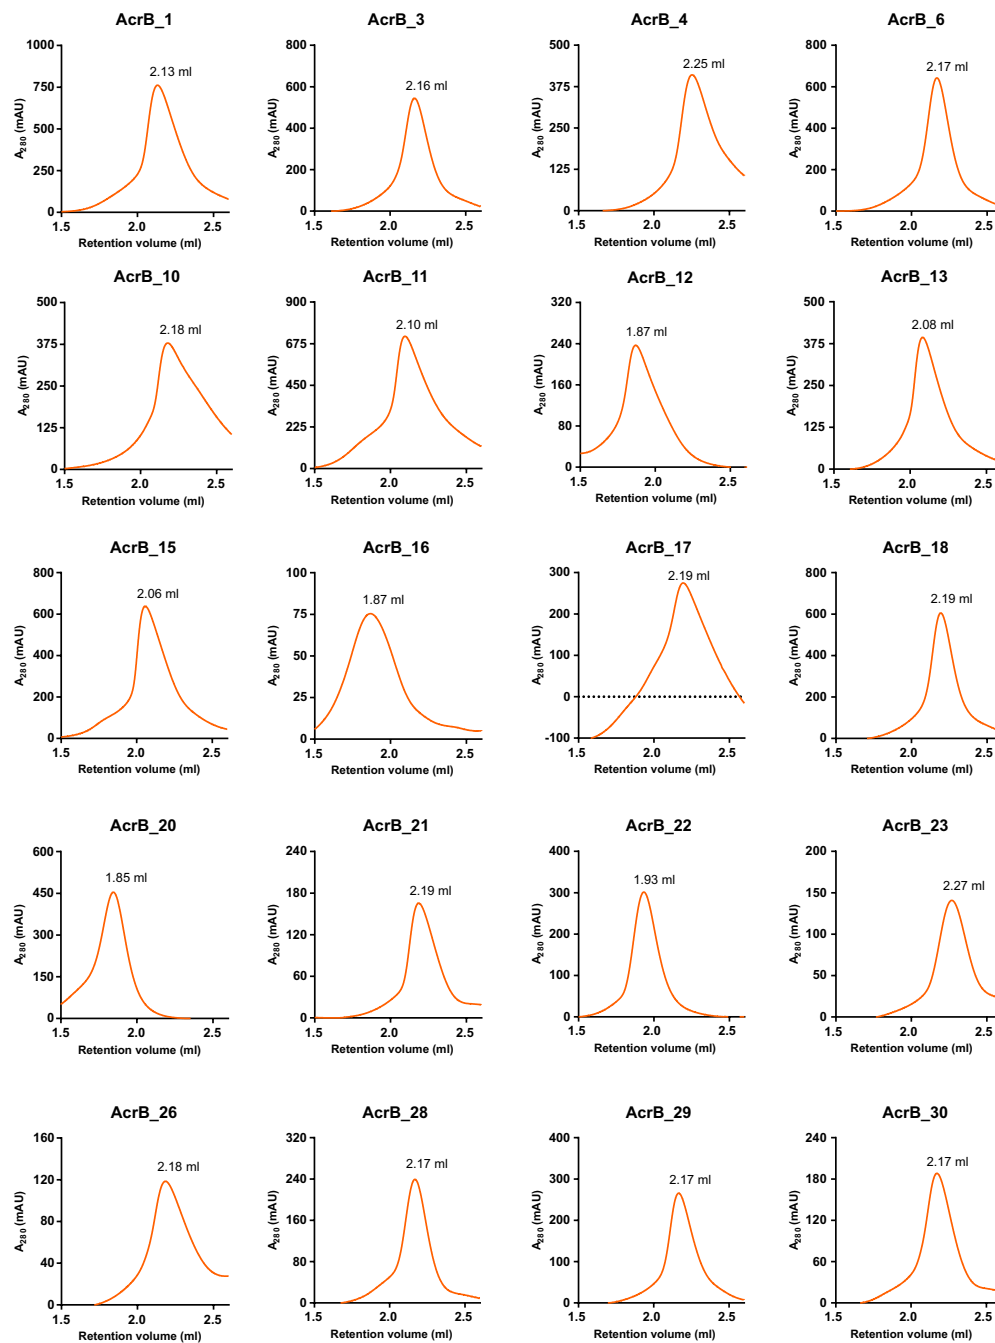 AcrB_1
AcrB_3
AcrB_4
AcrB_6
1000
750
500
250
0
A280 (mAU)
2.13 ml
1.5 2.0 2.5
Retention volume (ml)
800
600
400
200
0
A280 (mAU)
2.16 ml
1.5 2.0 2.5
Retention volume (ml)
500
375
250
125
0
A280 (mAU)
2.25 ml
1.5 2.0 2.5
Retention volume (ml)
800
600
400
200
0
A280 (mAU)
2.17 ml
1.5 2.0 2.5
Retention volume (ml)
AcrB_10
AcrB_11
AcrB_12
AcrB_13
500
375
250
125
0
A280 (mAU)
2.18 ml
1.5 2.0 2.5
Retention volume (ml)
900
675
450
225
0
A280 (mAU)
2.10 ml
1.5 2.0 2.5
Retention volume (ml)
320
240
160
80
0
A280 (mAU)
1.87 ml
1.5 2.0 2.5
Retention volume (ml)
500
375
250
125
0
A280 (mAU)
2.08 ml
1.5 2.0 2.5
Retention volume (ml)
AcrB_15
AcrB_16
AcrB_17
AcrB_18
800
600
400
200
0
A280 (mAU)
2.06 ml
1.5 2.0 2.5
Retention volume (ml)
100
75
50
25
0
A280 (mAU)
1.87 ml
1.5 2.0 2.5
Retention volume (ml)
300
200
100
0
-100
A280 (mAU)
2.19 ml
1.5 2.0 2.5
Retention volume (ml)
800
600
400
200
0
A280 (mAU)
2.19 ml
1.5 2.0 2.5
Retention volume (ml)
AcrB_20
AcrB_21
AcrB_22
AcrB_23
600
450
300
150
0
A280 (mAU)
1.85 ml
1.5 2.0 2.5
Retention volume (ml)
240
180
120
60
0
A280 (mAU)
2.19 ml
1.5 2.0 2.5
Retention volume (ml)
400
300
200
100
0
A280 (mAU)
1.93 ml
1.5 2.0 2.5
Retention volume (ml)
200
150
100
50
0
A280 (mAU)
2.27 ml
1.5 2.0 2.5
Retention volume (ml)
AcrB_26
AcrB_28
AcrB_29
AcrB_30
160
120
80
40
0
A280 (mAU)
2.18 ml
1.5 2.0 2.5
Retention volume (ml)
320
240
160
80
0
A280 (mAU)
2.17 ml
1.5 2.0 2.5
Retention volume (ml)
400
300
200
100
0
A280 (mAU)
2.17 ml
1.5 2.0 2.5
Retention volume (ml)
240
180
120
60
0
A280 (mAU)
2.17 ml
1.5 2.0 2.5
Retention volume (ml)